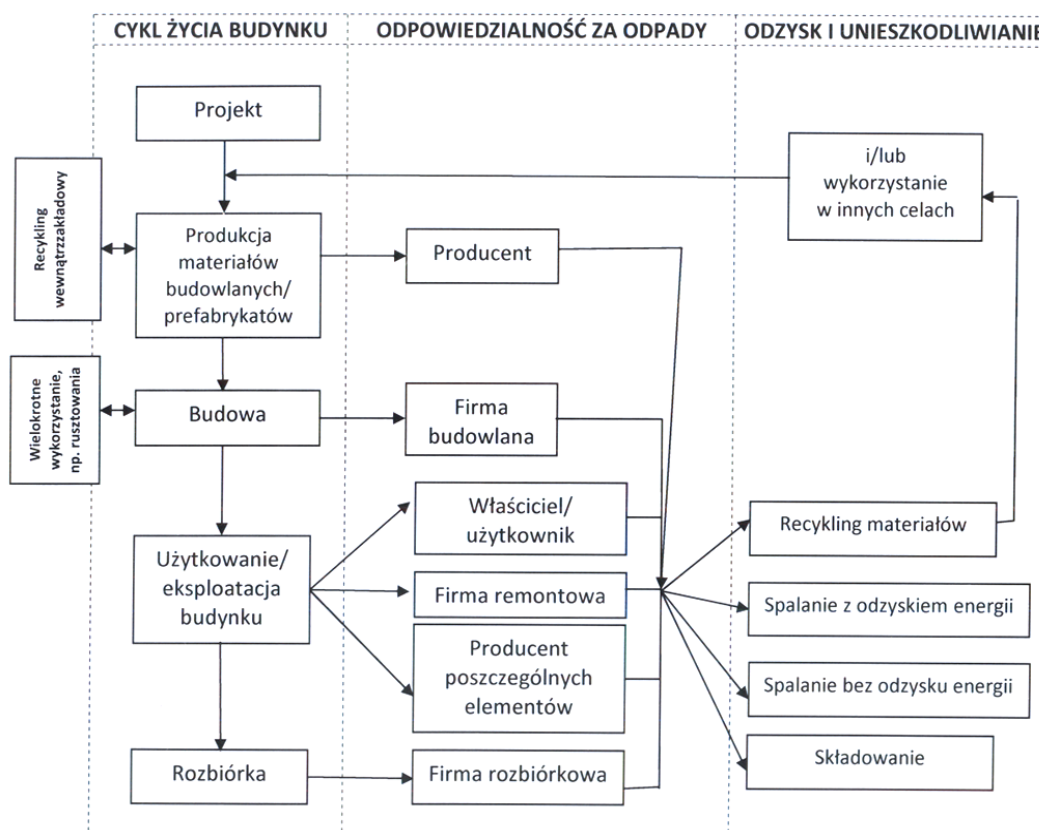 CYKL ŻYCIA BUDYNKU
ODPOWIEDZIALNOŚĆ ZA ODPADY
ODZYSK I UNIESZKODLIWIANIE
Projekt
i/lub
wykorzystanie
w innych celach
Recykling
wewnątrzzakładowy
Produkcja
materiałów
budowlanych/
prefabrykatów
Producent
Wielokrotne
wykorzystanie,
np. rusztowania
Budowa
Firma
budowlana
Użytkowanie/
eksploatacja
budynku
Właściciel/
użytkownik
Firma remontowa
Producent
poszczególnych
elementów
Recykling materiałów
Spalanie z odzyskiem energii
Spalanie bez odzysku energii
Składowanie
Rozbiórka
Firma rozbiórkowa